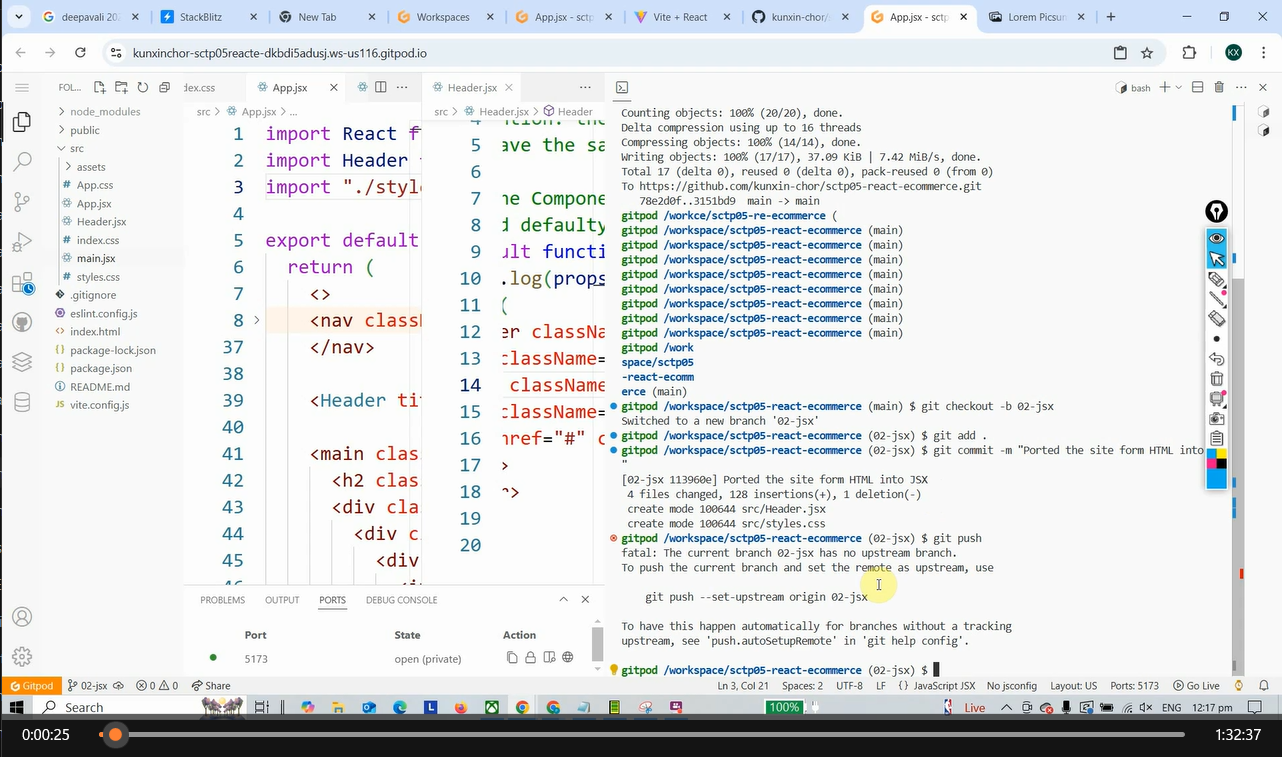 deepavali 20
StackBlitz
New Tab
Workspaces
App.jsx - sctp
Vite + React
kunxin-chor/
App.jsx - sctp
Lorem Picsum
kunxinchor-sctp05reacte-dkbdi5adusj.ws-us116.gitpod.io
KX
FOL...
node_modules
public
src
assets
# App.css
App.jsx
Header.jsx
# index.css
main.jsx
# styles.css
.gitignore
eslint.config.js
<> index.html
{} package-lock.json
{} package.json
README.md
JS vite.config.js
dex.css
App.jsx
src > App.jsx > ...
1 import React f
2 import Header
3 import "./style
4
5 export default
6 return (
7 <>
8 <nav class
37 </nav>
38
39 <Header tit
40
41 <main clas
42 <h2 clas
43 <div cla
44 <div c
45 <div
Header.jsx
src > Header.jsx > Header
5 ave the sa
6
7 he Compone
8 d defaulty
9 ult functi
10 .log(props
11 (
12 er classNa
13 className=
14 className
15 className=
16 href="#" c
17 >
18 >
19
20
PROBLEMS OUTPUT PORTS DEBUG CONSOLE
Port State Action
5173 open (private)
bash
Counting objects: 100% (20/20), done.
Delta compression using up to 16 threads
Compressing objects: 100% (14/14), done.
Writing objects: 100% (17/17), 37.09 KiB | 7.42 MiB/s, done.
Total 17 (delta 0), reused 0 (delta 0), pack-reused 0 (from 0)
To https://github.com/kunxin-chor/sctp05-react-ecommerce.git
78e2d0f..3151bd9 main -> main
gitpod /workce/sctp05-re-ecommerce (
gitpod /workspace/sctp05-react-ecommerce (main)
gitpod /workspace/sctp05-react-ecommerce (main)
gitpod /workspace/sctp05-react-ecommerce (main)
gitpod /workspace/sctp05-react-ecommerce (main)
gitpod /workspace/sctp05-react-ecommerce (main)
gitpod /workspace/sctp05-react-ecommerce (main)
gitpod /workspace/sctp05-react-ecommerce (main)
gitpod /workspace/sctp05-react-ecommerce (main)
gitpod /work
space/sctp05
-react-ecomm
erce (main)
gitpod /workspace/sctp05-react-ecommerce (main) $ git checkout -b 02-jsx
Switched to a new branch '02-jsx'
gitpod /workspace/sctp05-react-ecommerce (02-jsx) $ git add .
gitpod /workspace/sctp05-react-ecommerce (02-jsx) $ git commit -m "Ported the site form HTML into
"
[02-jsx 113960e] Ported the site form HTML into JSX
4 files changed, 128 insertions(+), 1 deletion(-)
create mode 100644 src/Header.jsx
create mode 100644 src/styles.css
gitpod /workspace/sctp05-react-ecommerce (02-jsx) $ git push
fatal: The current branch 02-jsx has no upstream branch.
To push the current branch and set the remote as upstream, use
git push --set-upstream origin 02-jsx
To have this happen automatically for branches without a tracking
upstream, see 'push.autoSetupRemote' in 'git help config'.
gitpod /workspace/sctp05-react-ecommerce (02-jsx) $
Gitpod 02-jsx 0 0 Share Ln 3, Col 21 Spaces: 2 UTF-8 LF {} JavaScript JSX No jsconfig Layout: US Ports: 5173 Go Live
Search 100% Live ENG 12:17 pm
0:00:25 1:32:37